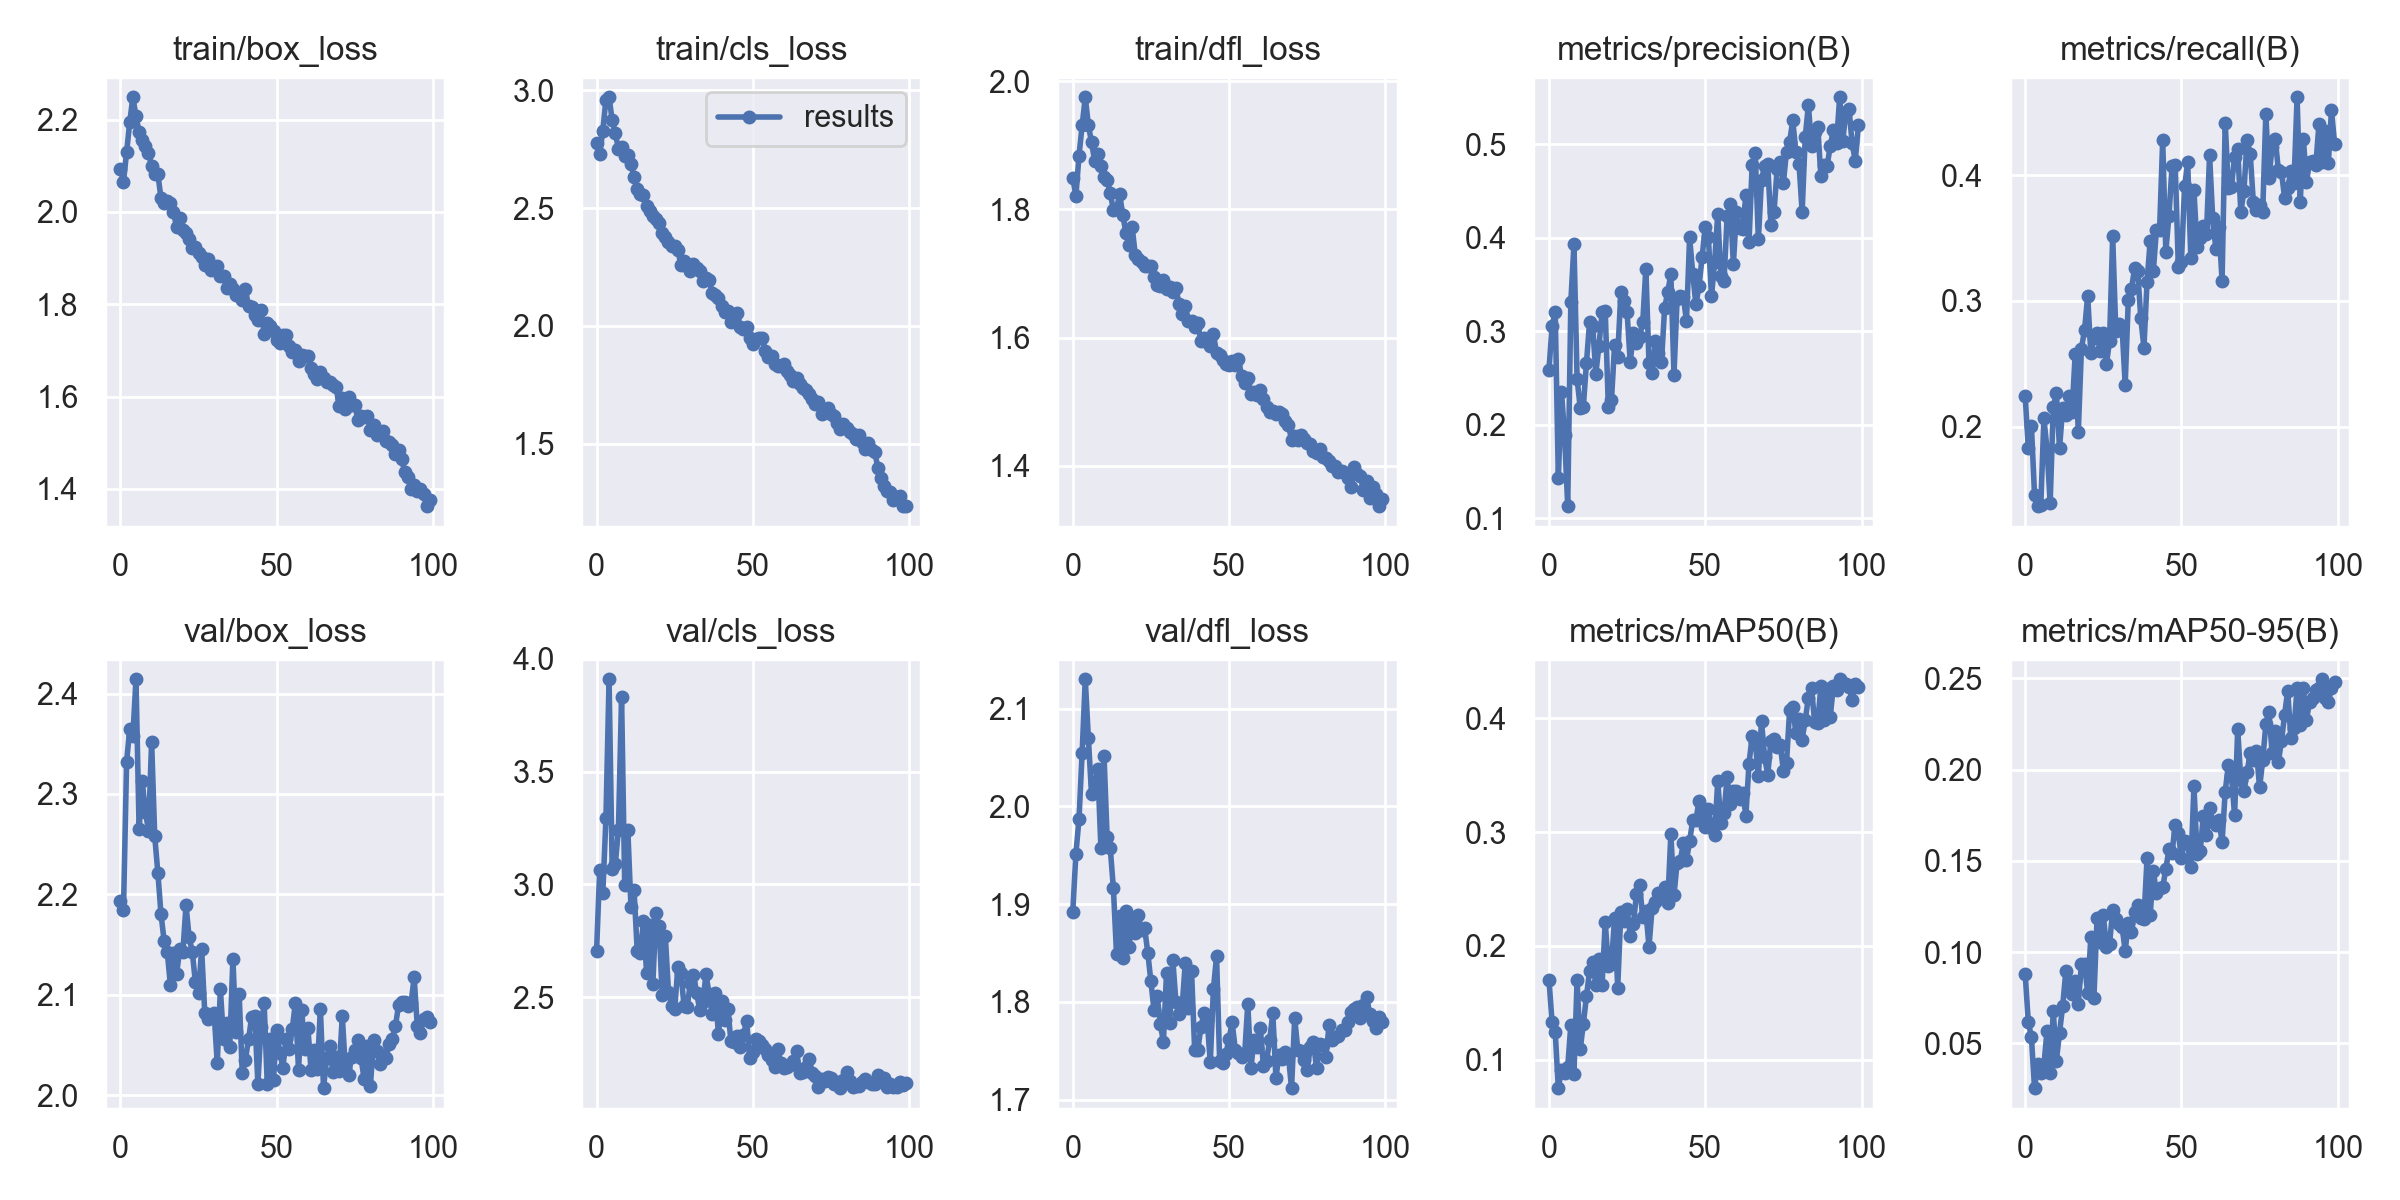 train/box_loss
2.2
2.0
1.8
1.6
1.4
0 50 100
train/cls_loss
results
3.0
2.5
2.0
1.5
0 50 100
train/dfl_loss
2.0
1.8
1.6
1.4
0 50 100
metrics/precision(B)
0.5
0.4
0.3
0.2
0.1
0 50 100
metrics/recall(B)
0.4
0.3
0.2
0 50 100
val/box_loss
2.4
2.3
2.2
2.1
2.0
0 50 100
val/cls_loss
4.0
3.5
3.0
2.5
0 50 100
val/dfl_loss
2.1
2.0
1.9
1.8
1.7
0 50 100
metrics/mAP50(B)
0.4
0.3
0.2
0.1
0 50 100
metrics/mAP50-95(B)
0.25
0.20
0.15
0.10
0.05
0 50 100